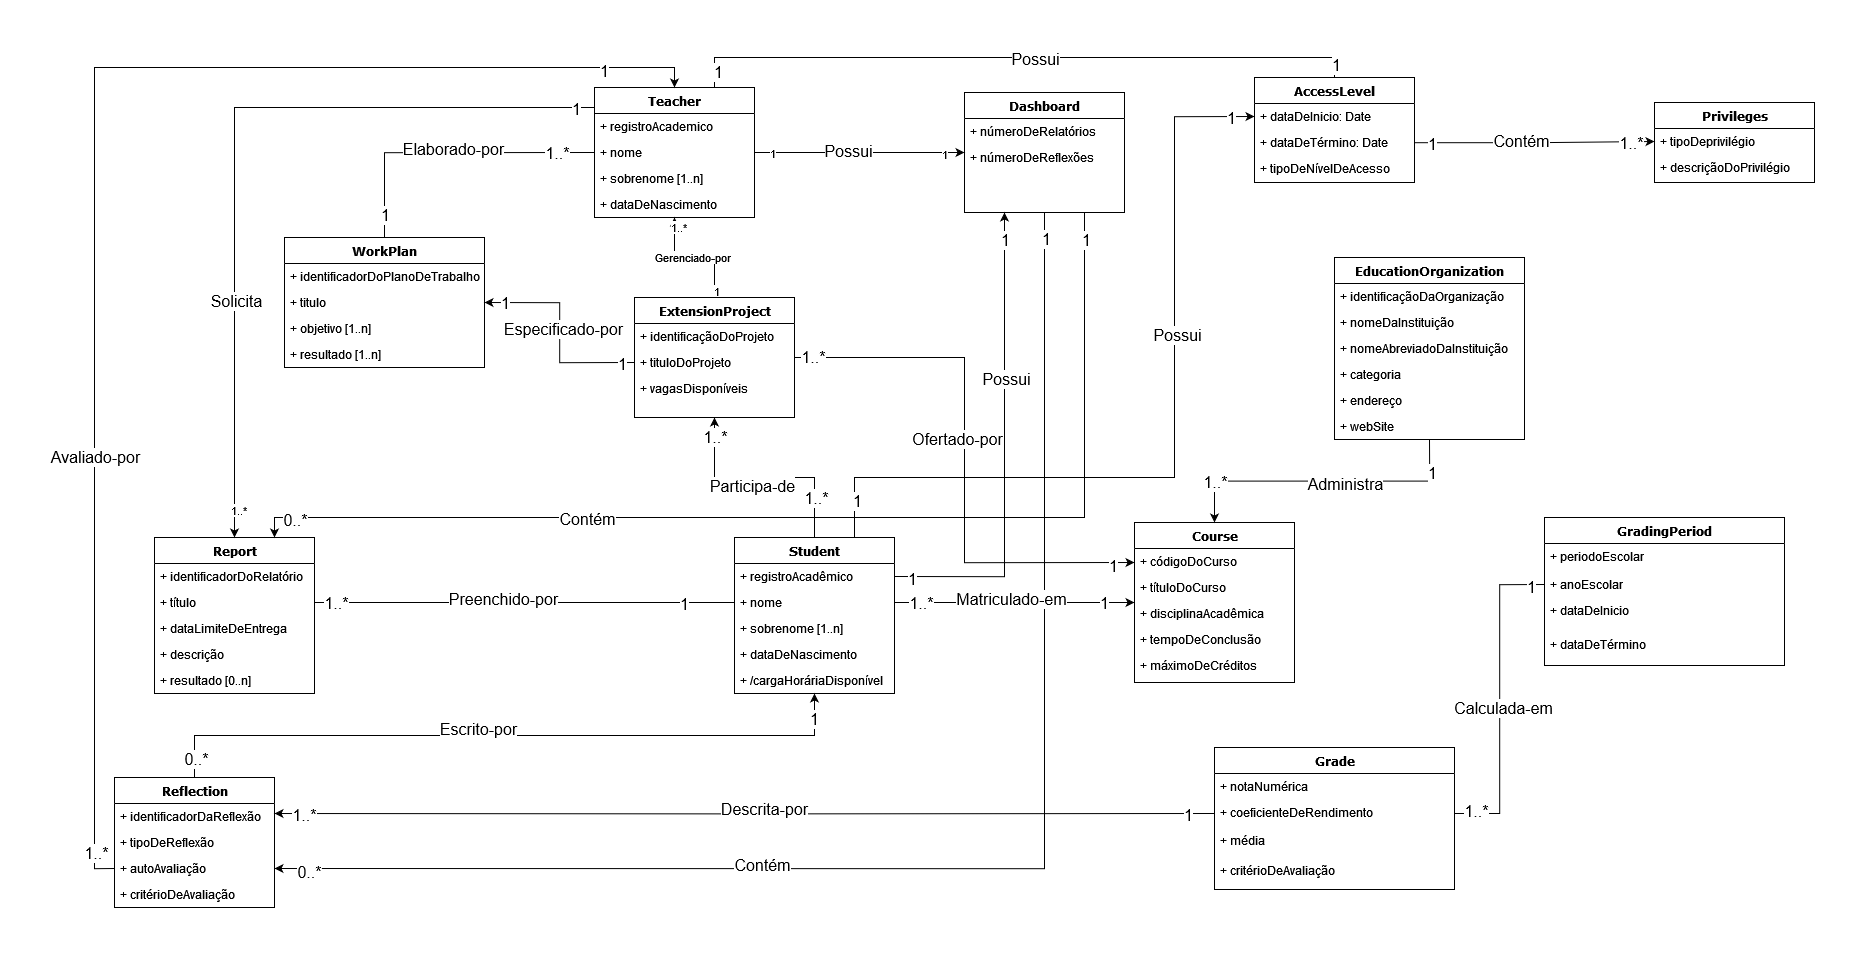 Possui
1
1
1
Teacher
+ registroAcademico
+ nome
+ sobrenome [1..n]
+ dataDeNascimento
1
Elaborado-por
1..*
1
1
Possui
1
Dashboard
+ númeroDeRelatórios
+ númeroDeReflexões
AccessLevel
+ dataDeInicio: Date
+ dataDeTérmino: Date
+ tipoDeNívelDeAcesso
1
1
Contém
1..*
Privileges
+ tipoDeprivilégio
+ descriçãoDoPrivilégio
WorkPlan
+ identificadorDoPlanoDeTrabalho
+ titulo
+ objetivo [1..n]
+ resultado [1..n]
1..*
Gerenciado-por
1
1
1
1
Solicita
1
Especificado-por
1
ExtensionProject
+ identificaçãoDoProjeto
+ tituloDoProjeto
+ vagasDisponíveis
1..*
EducationOrganization
+ identificaçãoDaOrganização
+ nomeDaInstituição
+ nomeAbreviadoDaInstituição
+ categoria
+ endereço
+ webSite
Possui
Possui
Ofertado-por
Avaliado-por
1..*
Participa-de
1..*
1
1..*
Administra
1
1..*
0..*
Contém
Report
+ identificadorDoRelatório
+ título
+ dataLimiteDeEntrega
+ descrição
+ resultado [0..n]
1..*
Preenchido-por
1
Student
+ registroAcadêmico
+ nome
+ sobrenome [1..n]
+ dataDeNascimento
+ /cargaHoráriaDisponível
1
1..*
Matriculado-em
1
1
Course
+ códigoDoCurso
+ títuloDoCurso
+ disciplinaAcadêmica
+ tempoDeConclusão
+ máximoDeCréditos
GradingPeriod
+ periodoEscolar
+ anoEscolar
+ dataDeInicio
+ dataDeTérmino
1
Calculada-em
1..*
Escrito-por
1
0..*
Reflection
+ identificadorDaReflexão
+ tipoDeReflexão
+ autoAvaliação
+ critérioDeAvaliação
1..*
1..*
Descrita-por
1
0..*
Contém
Grade
+ notaNumérica
+ coeficienteDeRendimento
+ média
+ critérioDeAvaliação